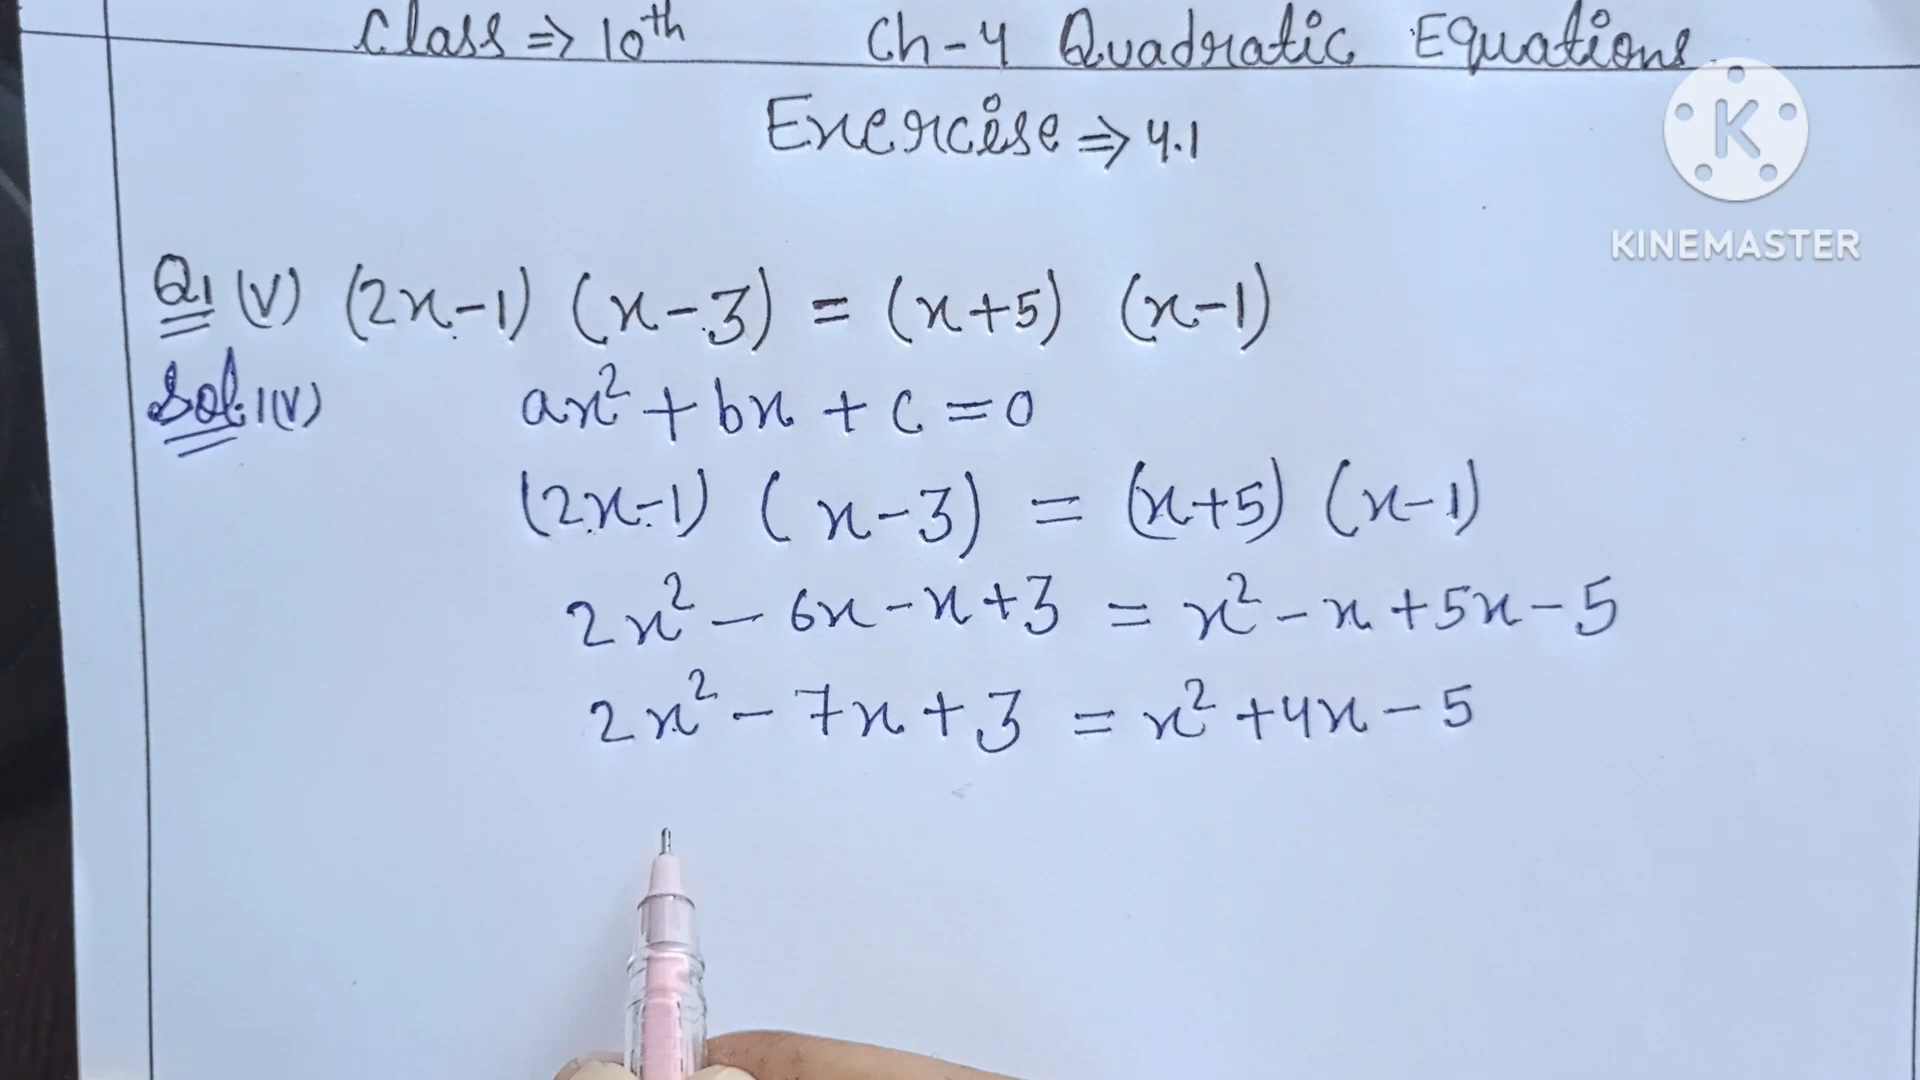 Class ⇒ 10th Ch-4 Quadratic Equations
Exercise ⇒ 4.1
K
KINEMASTER
Q1 (V) (2x-1) (x-3) = (x+5) (x-1)
Sol. 1(V) ax² + bx + c = 0
(2x-1) (x-3) = (x+5) (x-1)
2x² - 6x - x + 3 = x² - x + 5x - 5
2x² - 7x + 3 = x² + 4x - 5